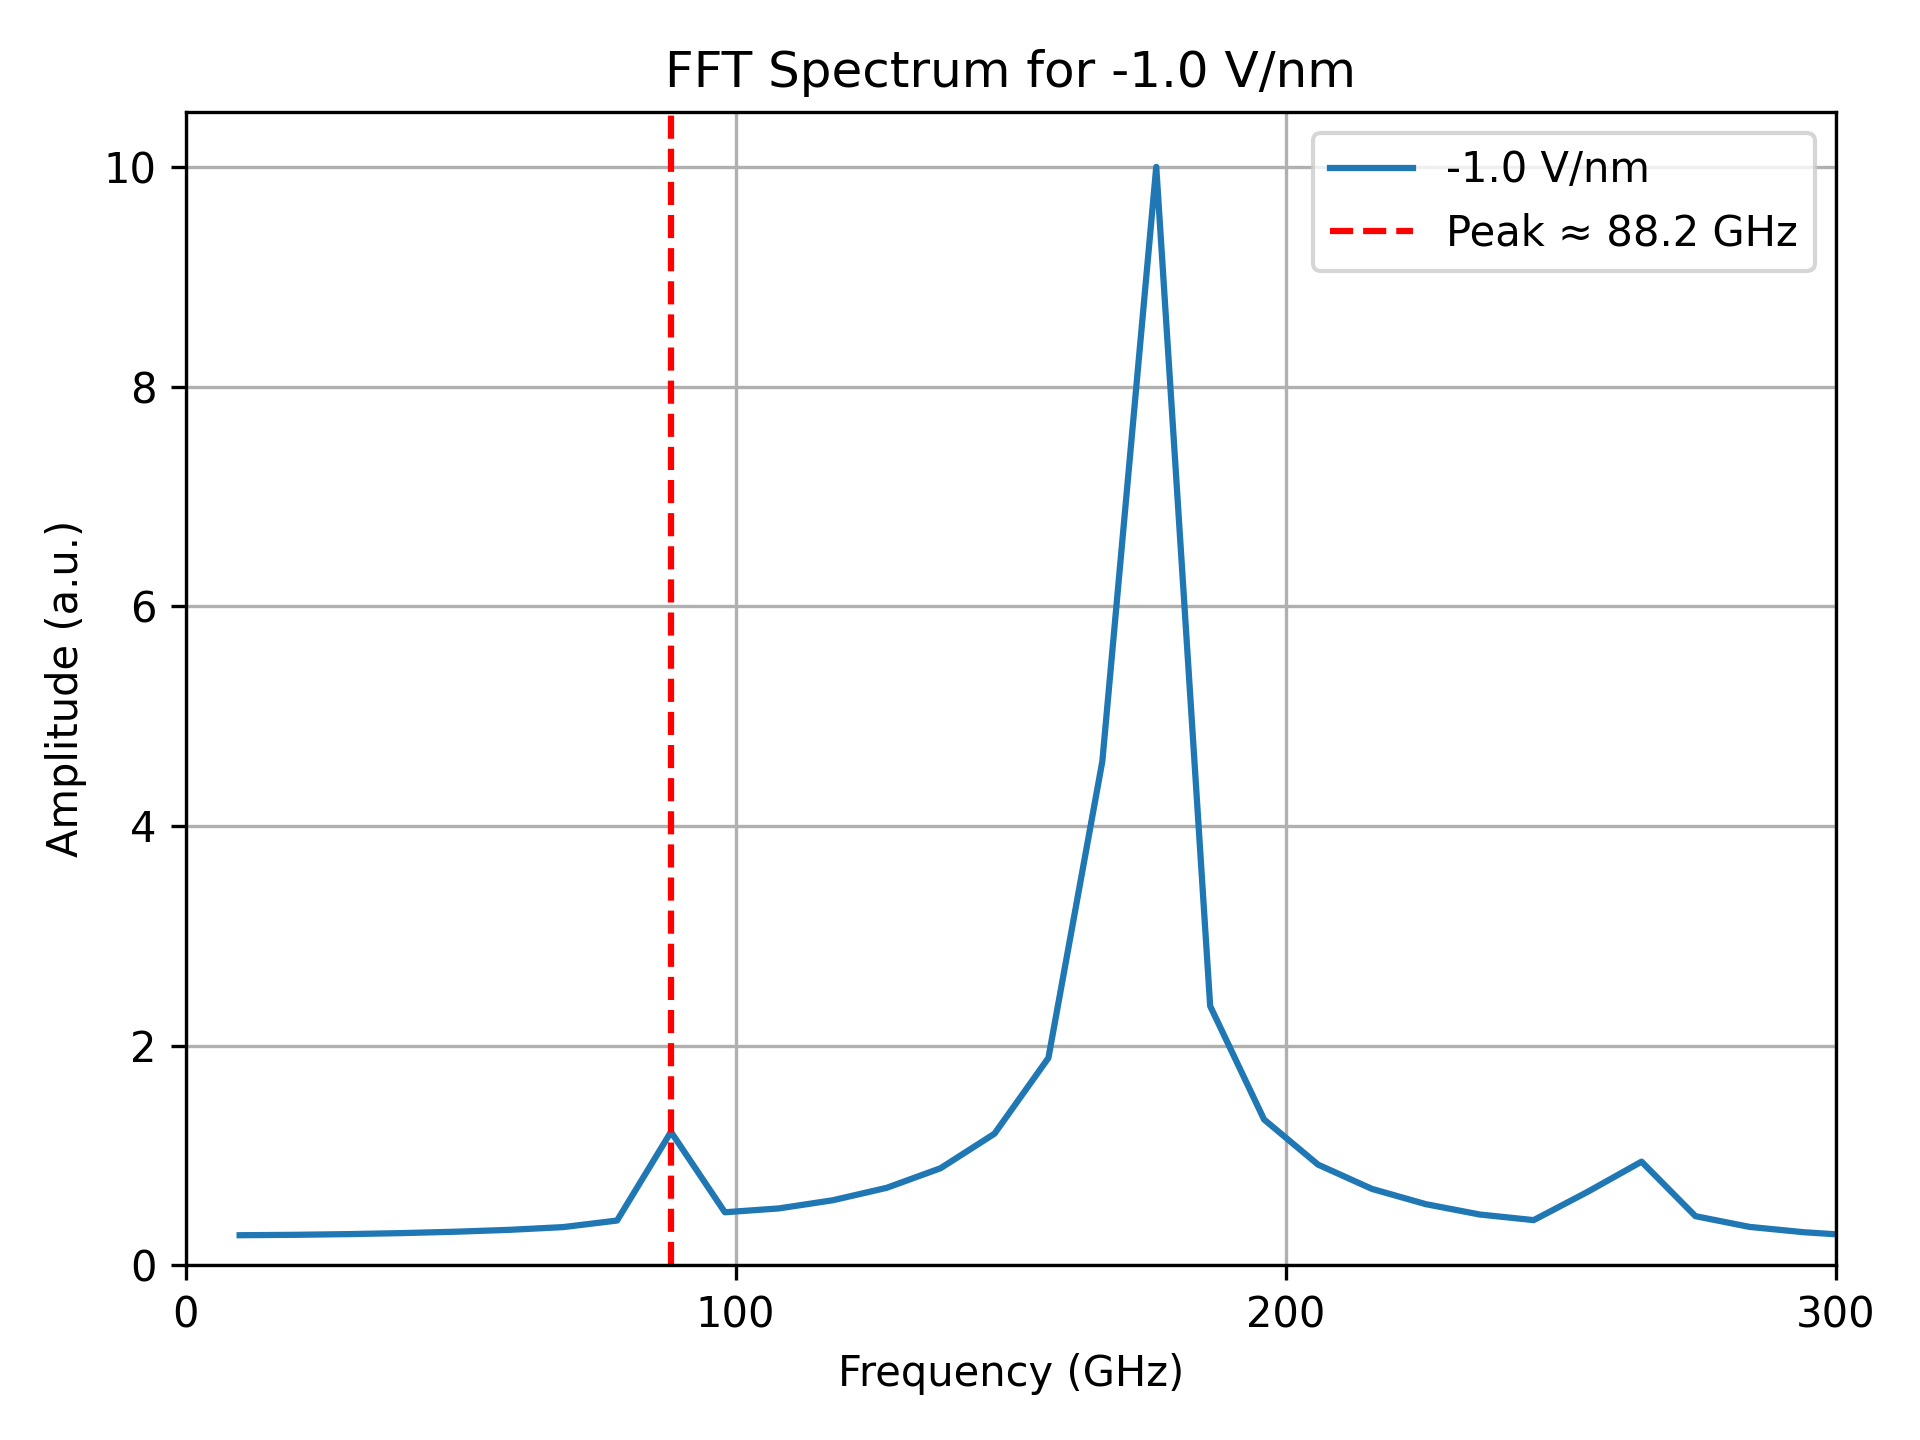 FFT Spectrum for -1.0 V/nm
-1.0 V/nm
Peak ≈ 88.2 GHz
10
8
6
4
2
0
Amplitude (a.u.)
0 100 200 300
Frequency (GHz)